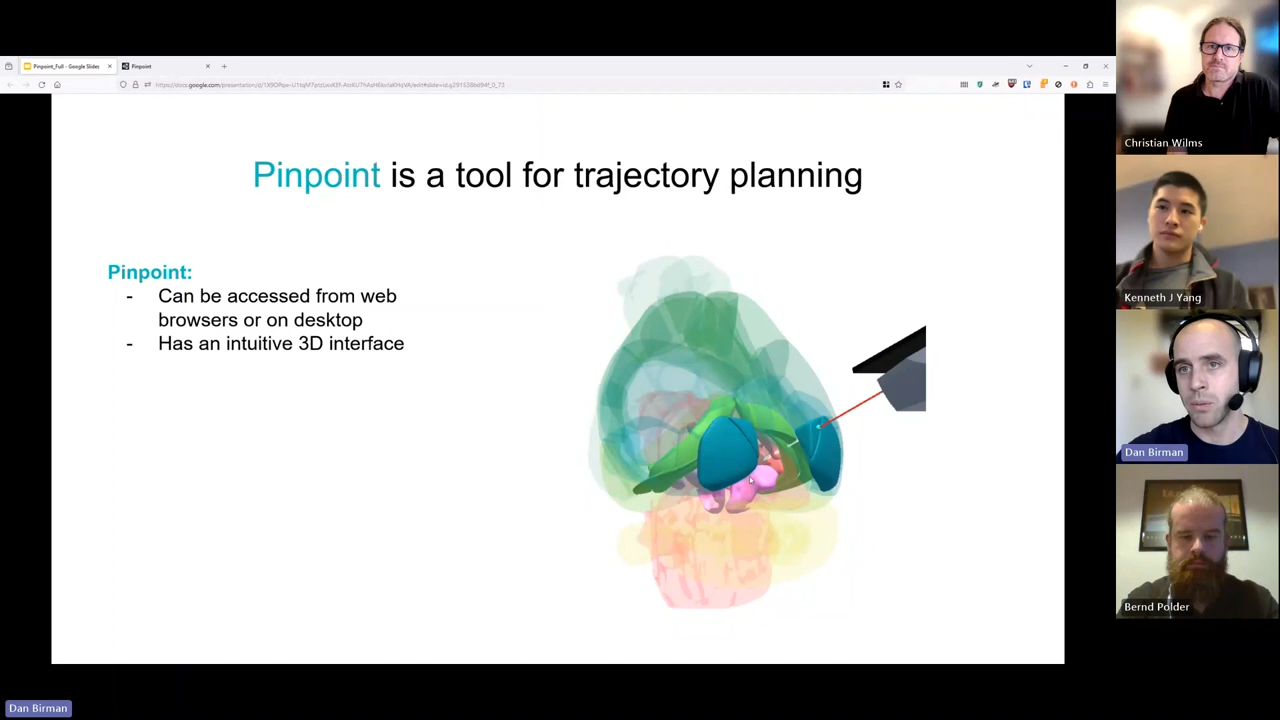 Pinpoint_Full - Google Slides
Pinpoint
Pinpoint is a tool for trajectory planning
Pinpoint:
- Can be accessed from web
browsers or on desktop
- Has an intuitive 3D interface
Christian Wilms
Kenneth J Yang
Dan Birman
Bernd Polder
Dan Birman